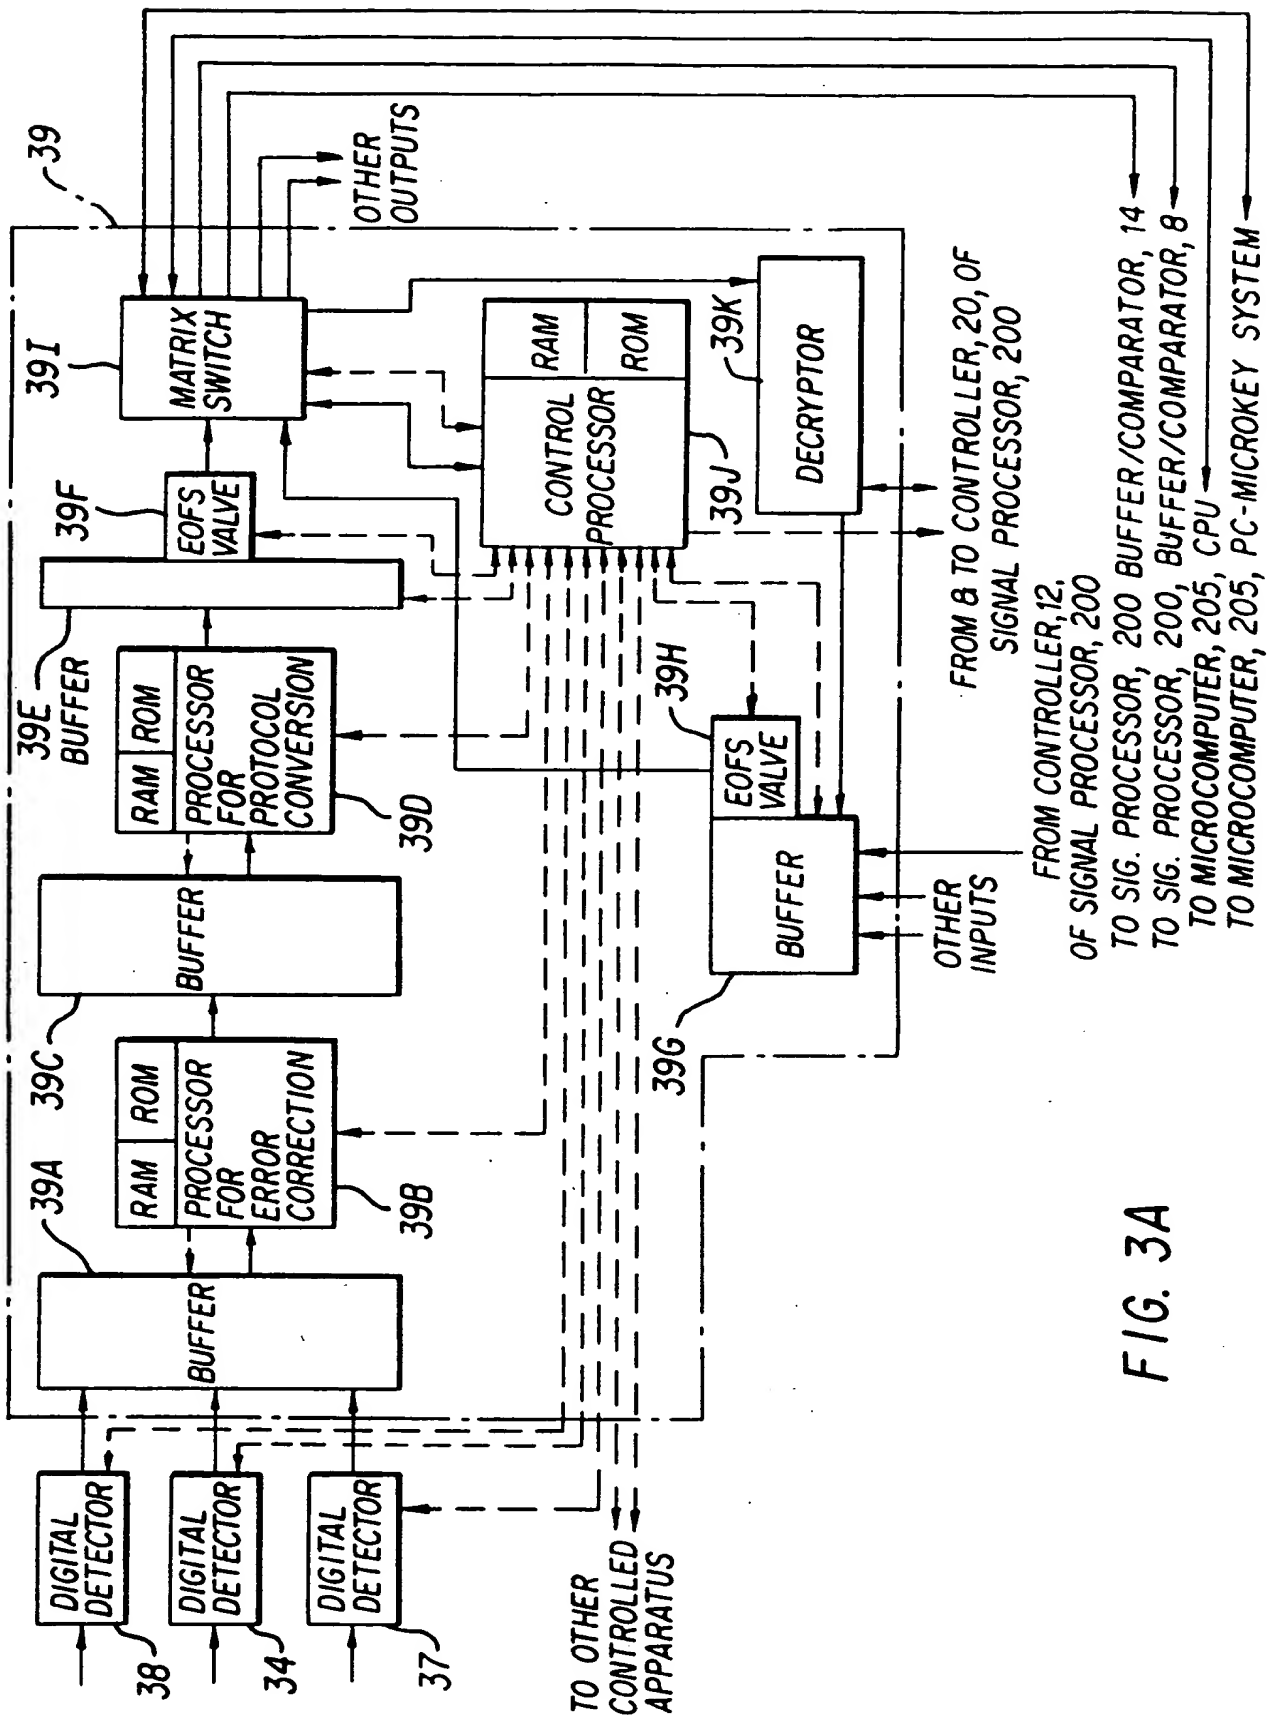 39
39A
39C
39E
BUFFER
39F
39I
DIGITAL
DETECTOR
38
DIGITAL
DETECTOR
34
DIGITAL
DETECTOR
37
BUFFER
RAM
ROM
PROCESSOR
FOR
ERROR
CORRECTION
39B
BUFFER
RAM
ROM
PROCESSOR
FOR
PROTOCOL
CONVERSION
39D
EOFS
VALVE
MATRIX
SWITCH
OTHER
OUTPUTS
CONTROL
PROCESSOR
RAM
ROM
39J
39K
DECRYPTOR
39H
EOFS
VALVE
BUFFER
39G
OTHER
INPUTS
TO OTHER
CONTROLLED
APPARATUS
FROM & TO CONTROLLER, 20, OF
SIGNAL PROCESSOR, 200
FROM CONTROLLER, 12,
OF SIGNAL PROCESSOR, 200
TO SIG. PROCESSOR, 200 BUFFER/COMPARATOR, 14
TO SIG. PROCESSOR, 200, BUFFER/COMPARATOR, 8
TO MICROCOMPUTER, 205, CPU
TO MICROCOMPUTER, 205, PC-MICROKEY SYSTEM
FIG. 3A